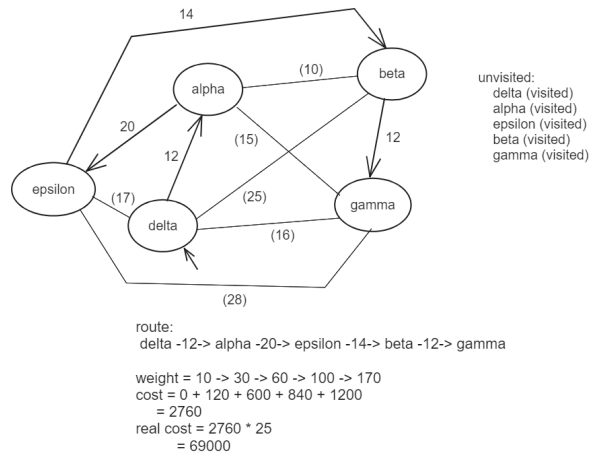 14
(10)
alpha
beta
20
12
(15)
12
epsilon
(17)
(25)
delta
gamma
(16)
(28)
unvisited:
delta (visited)
alpha (visited)
epsilon (visited)
beta (visited)
gamma (visited)
route:
delta -12-> alpha -20-> epsilon -14-> beta -12-> gamma
weight = 10 -> 30 -> 60 -> 100 -> 170
cost = 0 + 120 + 600 + 840 + 1200
= 2760
real cost = 2760 * 25
= 69000